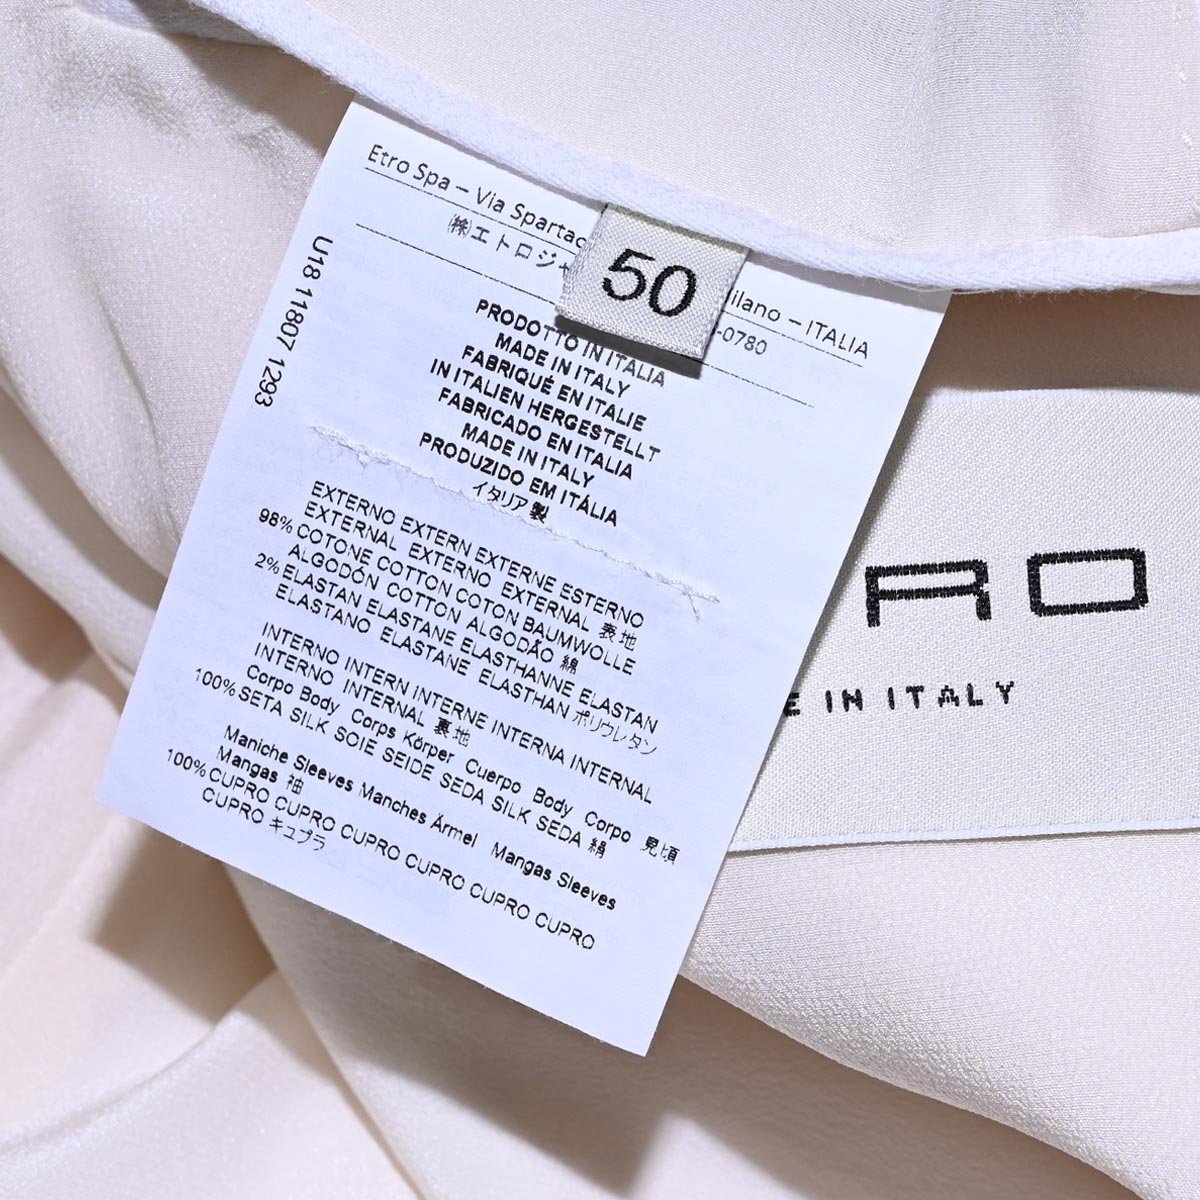 Etro Spa – Via Spartaco
ilano – ITALIA
㈱エトロジャ
-0780
50
U18 11807 1293
PRODOTTO IN ITALIA
MADE IN ITALY
FABRIQUÉ EN ITALIE
IN ITALIEN HERGESTELLT
FABRICADO EN ITALIA
MADE IN ITALY
PRODUZIDO EM ITÁLIA
イタリア製
EXTERNO EXTERN EXTERNE ESTERNO
EXTERNAL EXTERNO EXTERNAL 表地
98% COTONE COTTON COTON BAUMWOLLE
ALGODÓN COTTON ALGODÃO 綿
2% ELASTAN ELASTANE ELASTHANNE ELASTAN
ELASTANO ELASTANE ELASTHAN ポリウレタン
INTERNO INTERN INTERNE INTERNA INTERNAL
INTERNO INTERNAL 裏地
Corpo Body Corps Körper Cuerpo Body Corpo 見頃
100% SETA SILK SOIE SEIDE SEDA SILK SEDA 絹
Maniche Sleeves Manches Ärmel Mangas Sleeves
Mangas 袖
100% CUPRO CUPRO CUPRO CUPRO CUPRO CUPRO
CUPRO キュプラ
RO
E IN ITALY